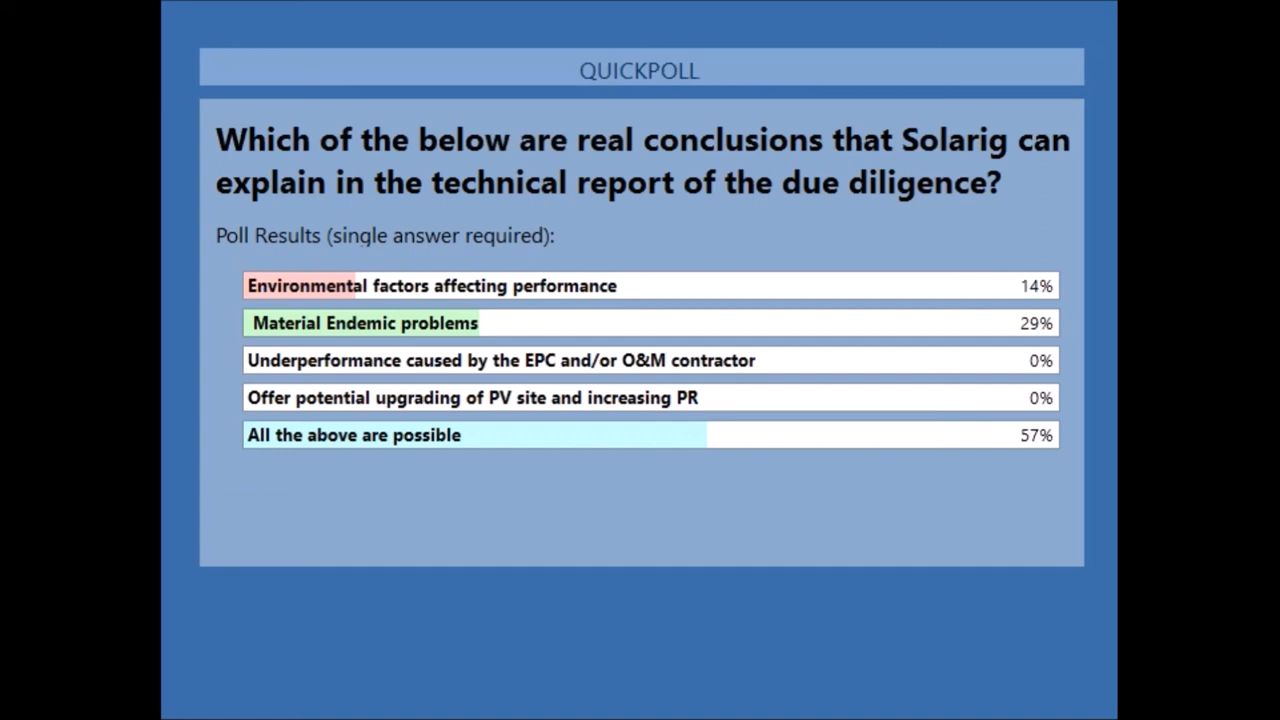 QUICKPOLL
Which of the below are real conclusions that Solarig can
explain in the technical report of the due diligence?
Poll Results (single answer required):
Environmental factors affecting performance 14%
Material Endemic problems 29%
Underperformance caused by the EPC and/or O&M contractor 0%
Offer potential upgrading of PV site and increasing PR 0%
All the above are possible 57%